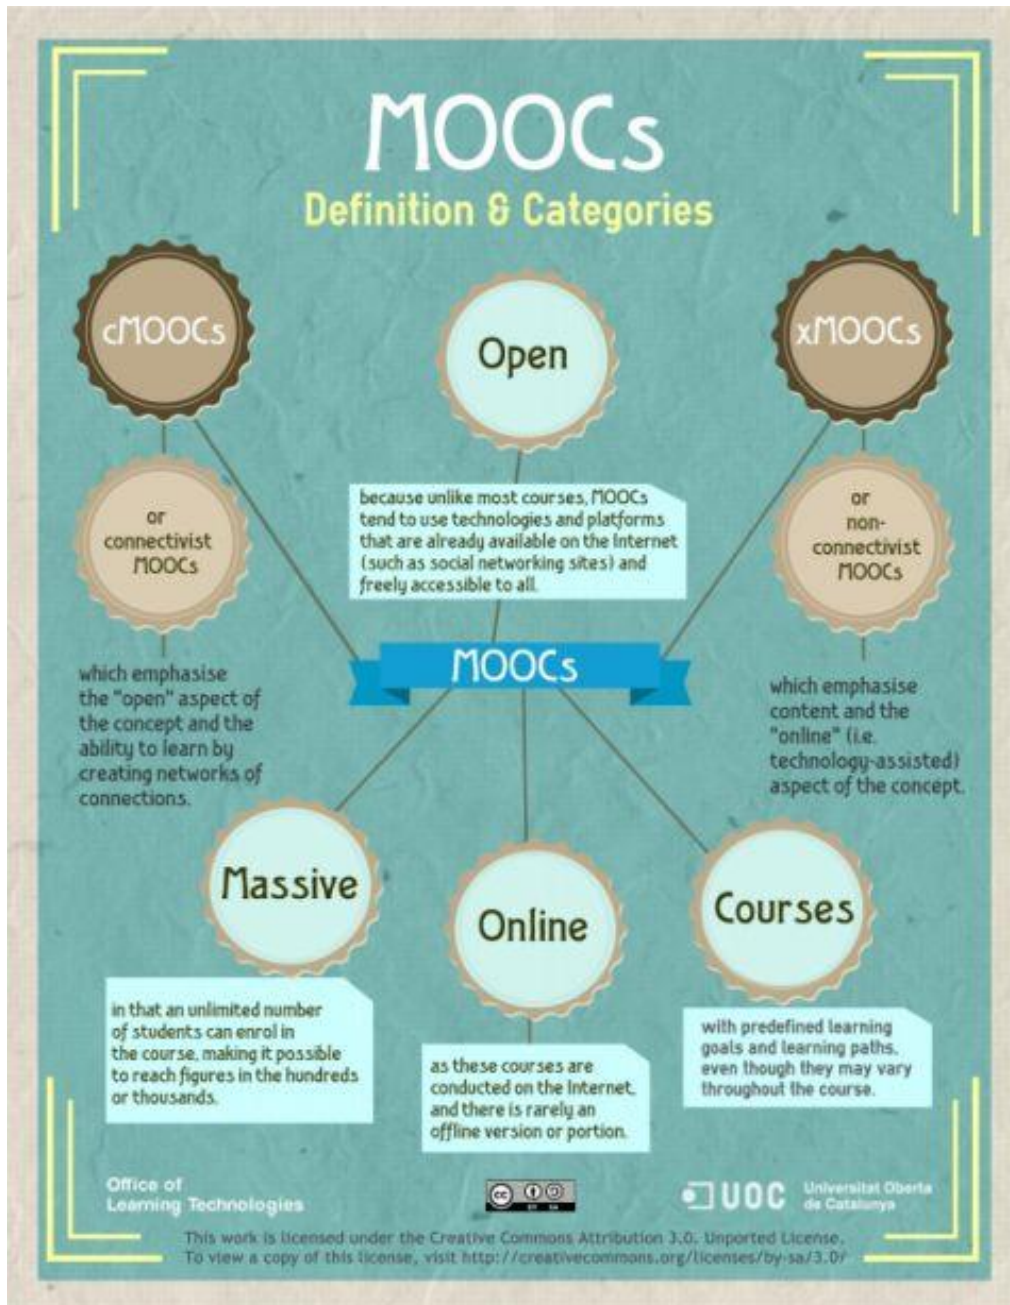 MOOCs
Definition & Categories
cMOOCs
or
connectivist
MOOCs
which emphasise
the "open" aspect of
the concept and the
ability to learn by
creating networks of
connections.
Open
because unlike most courses, MOOCs
tend to use technologies and platforms
that are already available on the Internet
(such as social networking sites) and
freely accessible to all.
xMOOCs
or
non-
connectivist
MOOCs
which emphasise
content and the
"online" (i.e.
technology-assisted)
aspect of the concept.
MOOCs
Massive
in that an unlimited number
of students can enrol in
the course, making it possible
to reach figures in the hundreds
or thousands.
Online
as these courses are
conducted on the Internet,
and there is rarely an
offline version or portion.
Courses
with predefined learning
goals and learning paths,
even though they may vary
throughout the course.
Office of
Learning Technologies
cc
BY SA
UOC
Universitat Oberta
de Catalunya
This work is licensed under the Creative Commons Attribution 3.0. Unported License.
To view a copy of this license, visit http://creativecommons.org/licenses/by-sa/3.0/